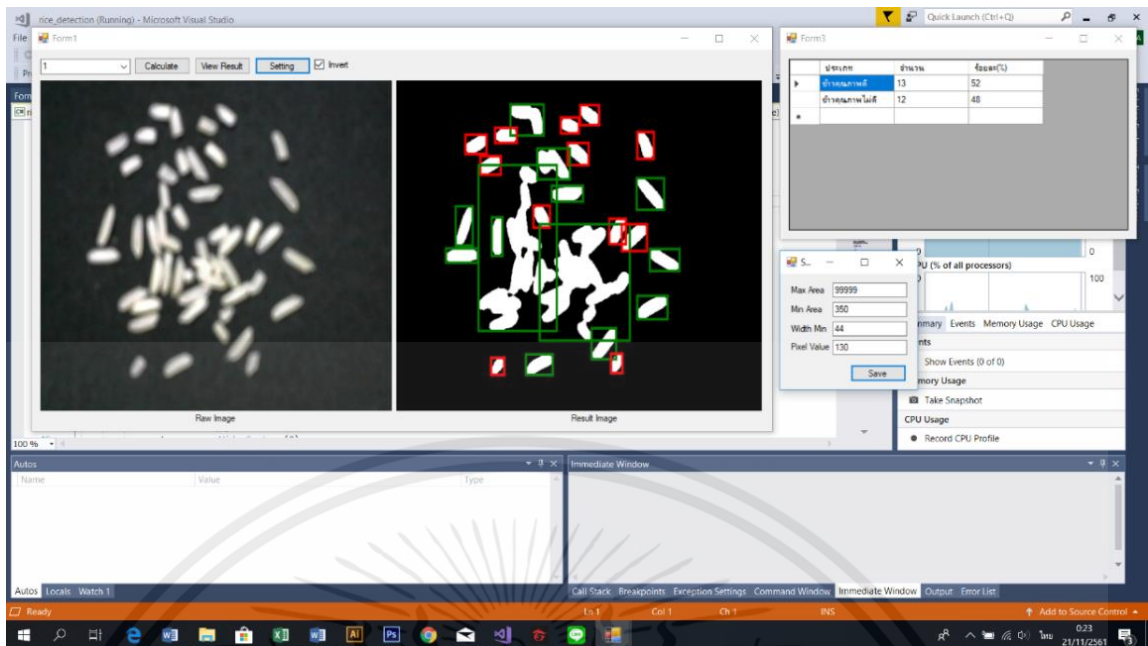 rice_detection (Running) - Microsoft Visual Studio
Quick Launch (Ctrl+Q)
File
Form1
1
Calculate
View Result
Setting
Invert
Raw Image
Result Image
Form3
ประเภท จำนวน ร้อยละ(%)
ข้าวคุณภาพดี 13 52
ข้าวคุณภาพไม่ดี 12 48
S...
Max Area 99999
Min Area 350
Width Min 44
Pixel Value 130
Save
0
CPU (% of all processors)
100
Events Memory Usage CPU Usage
Show Events (0 of 0)
Take Snapshot
CPU Usage
Record CPU Profile
100 %
Autos
Name Value Type
Immediate Window
Autos Locals Watch 1
Call Stack Breakpoints Exception Settings Command Window Immediate Window Output Error List
Ready
Ln 1 Col 1 Ch 1 INS
Add to Source Control
ไทย
0:23
21/11/2561